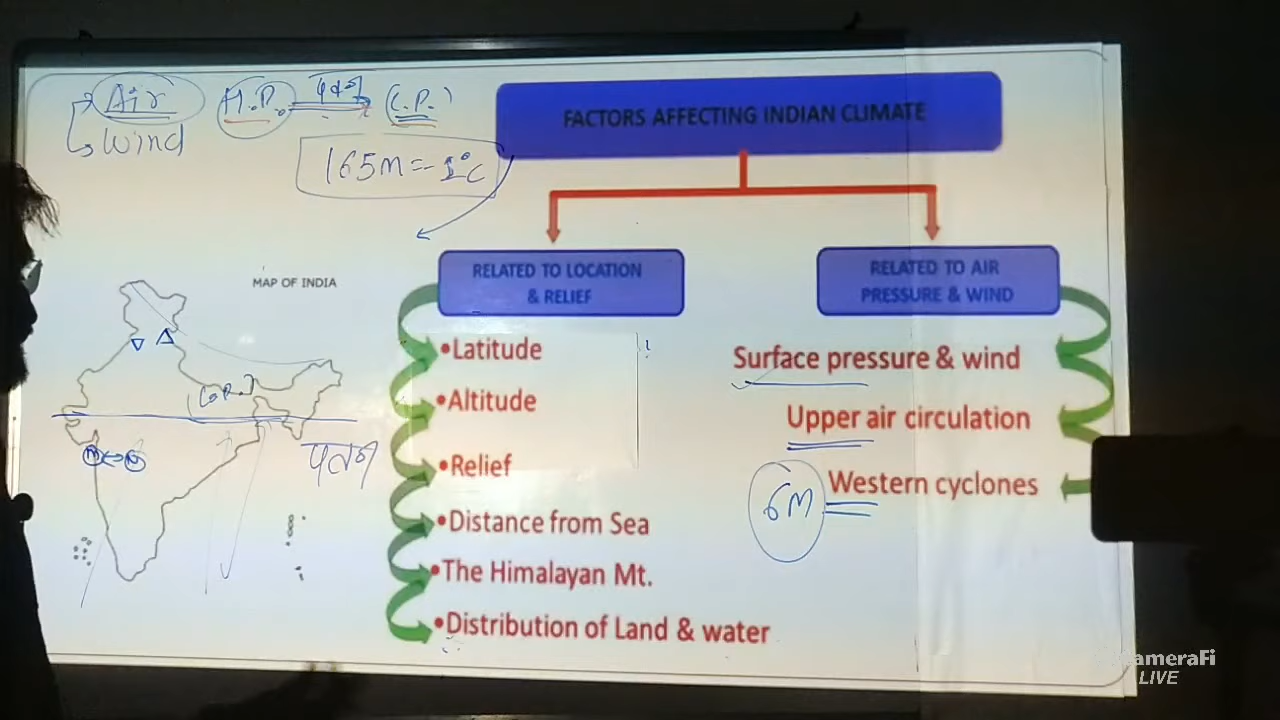 Air
Wind
H.P. पवन (L.P.)
165m = 1°C
FACTORS AFFECTING INDIAN CLIMATE
RELATED TO LOCATION
& RELIEF
•Latitude
•Altitude
•Relief
•Distance from Sea
•The Himalayan Mt.
•Distribution of Land & water
RELATED TO AIR
PRESSURE & WIND
Surface pressure & wind
Upper air circulation
Western cyclones
6M
MAP OF INDIA
पवन
ameraFi
LIVE